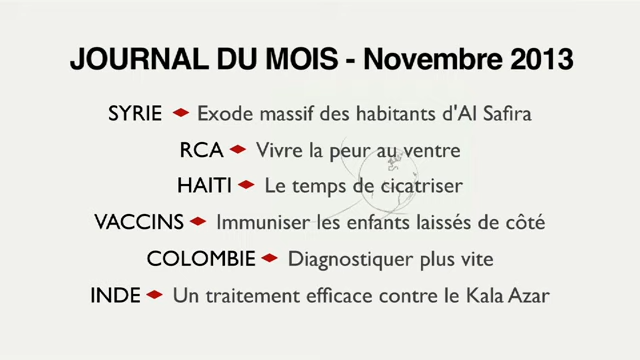 JOURNAL DU MOIS - Novembre 2013
SYRIE ♦ Exode massif des habitants d'Al Safira
RCA ♦ Vivre la peur au ventre
HAITI ♦ Le temps de cicatriser
VACCINS ♦ Immuniser les enfants laissés de côté
COLOMBIE ♦ Diagnostiquer plus vite
INDE ♦ Un traitement efficace contre le Kala Azar